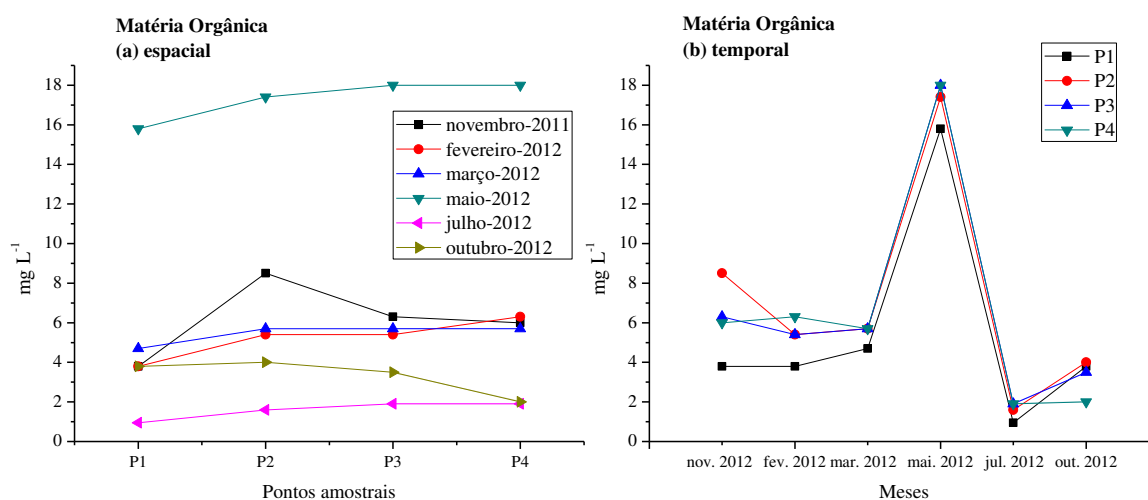 Matéria Orgânica
(a) espacial
18
16
14
12
10
8
6
4
2
0
mg L-1
novembro-2011
fevereiro-2012
março-2012
maio-2012
julho-2012
outubro-2012
P1 P2 P3 P4
Pontos amostrais
Matéria Orgânica
(b) temporal
P1
P2
P3
P4
18
16
14
12
10
8
6
4
2
0
mg L-1
nov. 2012 fev. 2012 mar. 2012 mai. 2012 jul. 2012 out. 2012
Meses